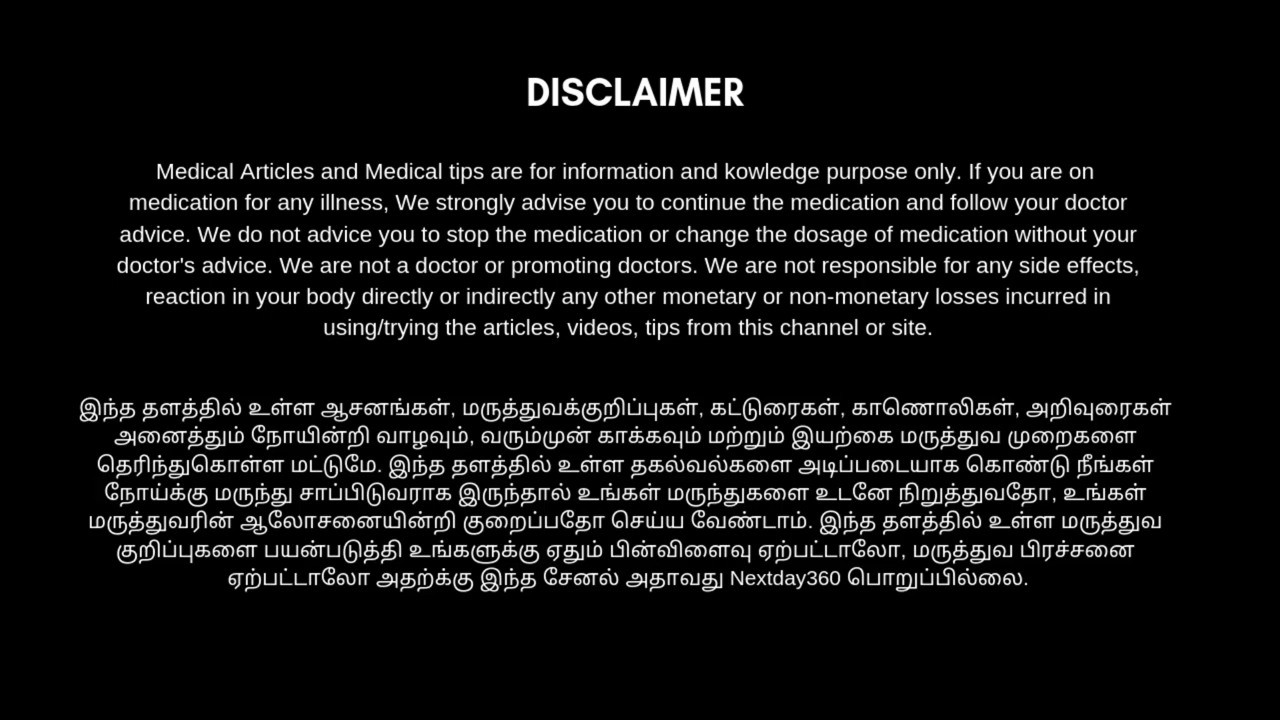 DISCLAIMER
Medical Articles and Medical tips are for information and kowledge purpose only. If you are on
medication for any illness, We strongly advise you to continue the medication and follow your doctor
advice. We do not advice you to stop the medication or change the dosage of medication without your
doctor's advice. We are not a doctor or promoting doctors. We are not responsible for any side effects,
reaction in your body directly or indirectly any other monetary or non-monetary losses incurred in
using/trying the articles, videos, tips from this channel or site.
இந்த தளத்தில் உள்ள ஆசனங்கள், மருத்துவக்குறிப்புகள், கட்டுரைகள், காணொலிகள், அறிவுரைகள்
அனைத்தும் நோயின்றி வாழவும், வரும்முன் காக்கவும் மற்றும் இயற்கை மருத்துவ முறைகளை
தெரிந்துகொள்ள மட்டுமே. இந்த தளத்தில் உள்ள தகல்வல்களை அடிப்படையாக கொண்டு நீங்கள்
நோய்க்கு மருந்து சாப்பிடுவராக இருந்தால் உங்கள் மருந்துகளை உடனே நிறுத்துவதோ, உங்கள்
மருத்துவரின் ஆலோசனையின்றி குறைப்பதோ செய்ய வேண்டாம். இந்த தளத்தில் உள்ள மருத்துவ
குறிப்புகளை பயன்படுத்தி உங்களுக்கு ஏதும் பின்விளைவு ஏற்பட்டாலோ, மருத்துவ பிரச்சனை
ஏற்பட்டாலோ அதற்க்கு இந்த சேனல் அதாவது Nextday360 பொறுப்பில்லை.